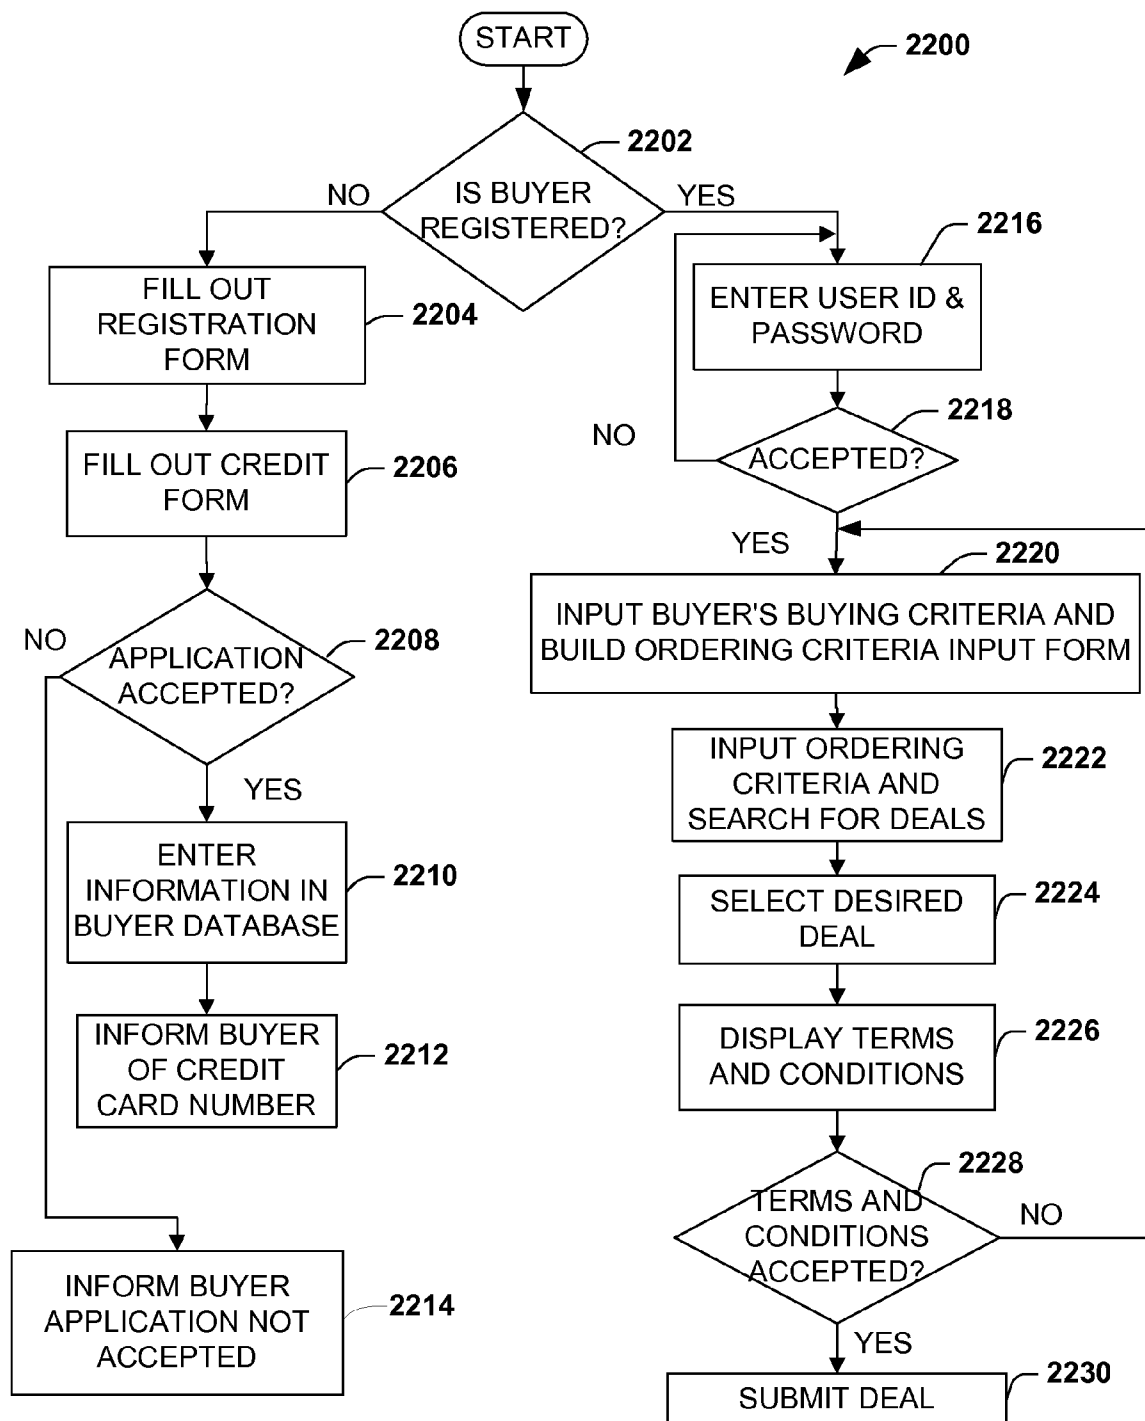 START
2200
2202
IS BUYER
REGISTERED?
NO
YES
FILL OUT
REGISTRATION
FORM
2204
FILL OUT CREDIT
FORM
2206
APPLICATION
ACCEPTED?
2208
NO
YES
ENTER
INFORMATION IN
BUYER DATABASE
2210
INFORM BUYER
OF CREDIT
CARD NUMBER
2212
INFORM BUYER
APPLICATION NOT
ACCEPTED
2214
2216
ENTER USER ID &
PASSWORD
2218
ACCEPTED?
NO
YES
2220
INPUT BUYER'S BUYING CRITERIA AND
BUILD ORDERING CRITERIA INPUT FORM
INPUT ORDERING
CRITERIA AND
SEARCH FOR DEALS
2222
SELECT DESIRED
DEAL
2224
DISPLAY TERMS
AND CONDITIONS
2226
2228
TERMS AND
CONDITIONS
ACCEPTED?
NO
YES
2230
SUBMIT DEAL